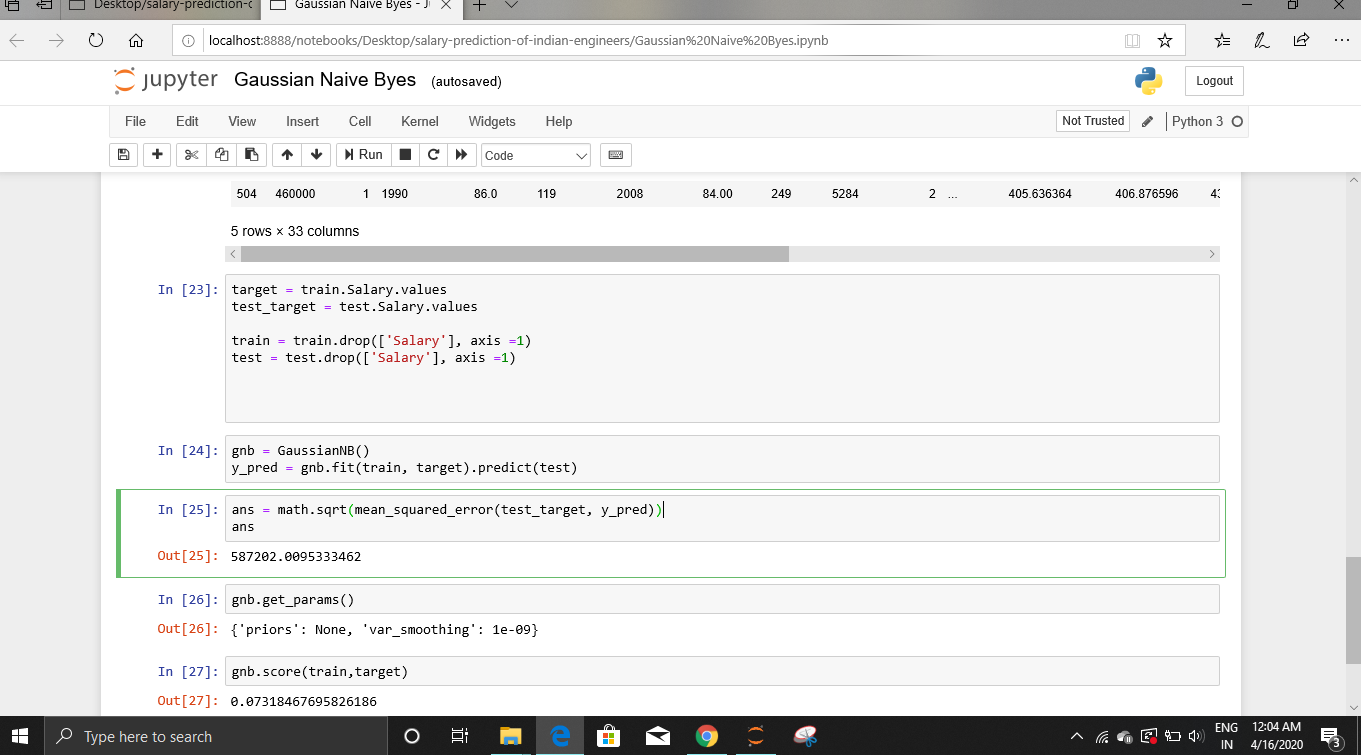 Desktop/salary-prediction-c
Gaussian Naive Byes - Ju
localhost:8888/notebooks/Desktop/salary-prediction-of-indian-engineers/Gaussian%20Naive%20Byes.ipynb
jupyter Gaussian Naive Byes (autosaved)
Logout
File Edit View Insert Cell Kernel Widgets Help
Not Trusted
Python 3
Run
Code
504 460000 1 1990 86.0 119 2008 84.00 249 5284 2 ... 405.636364 406.876596
5 rows × 33 columns
In [23]: target = train.Salary.values
test_target = test.Salary.values
train = train.drop(['Salary'], axis =1)
test = test.drop(['Salary'], axis =1)
In [24]: gnb = GaussianNB()
y_pred = gnb.fit(train, target).predict(test)
In [25]: ans = math.sqrt(mean_squared_error(test_target, y_pred))
ans
Out[25]: 587202.0095333462
In [26]: gnb.get_params()
Out[26]: {'priors': None, 'var_smoothing': 1e-09}
In [27]: gnb.score(train,target)
Out[27]: 0.07318467695826186
Type here to search
ENG
IN
12:04 AM
4/16/2020
3